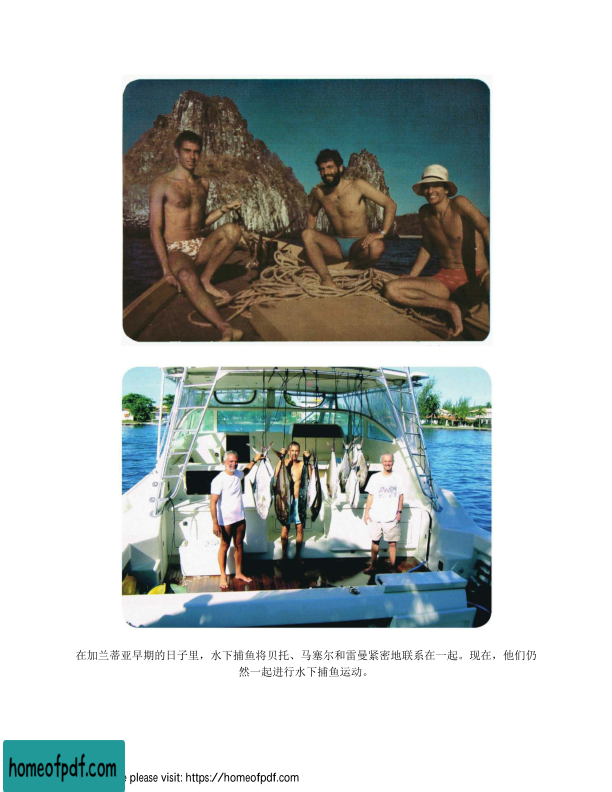 在加兰蒂亚早期的日子里，水下捕鱼将贝托、马塞尔和雷曼紧密地联系在一起。现在，他们仍
然一起进行水下捕鱼运动。
homeofpdf.com
e please visit: https://homeofpdf.com